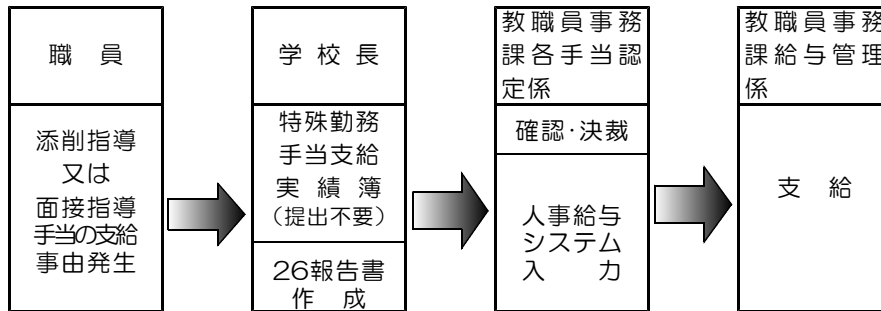 職　員
添削指導
又は
面接指導
手当の支給
事由発生
学 校 長
特殊勤務
手当支給
実 績 簿
（提出不要）
26報告書
作　成
教職員事務
課各手当認
定係
確認・決裁
人事給与
システム
入　　力
教職員事務
課給与管理
係
支　給